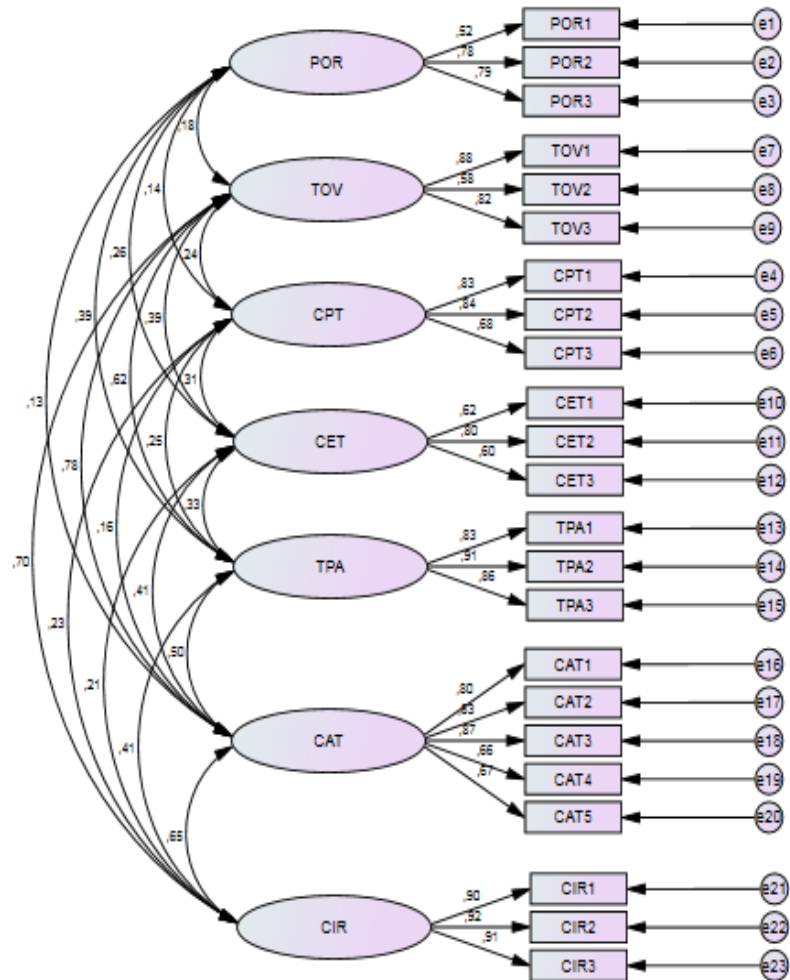 POR
,52
POR1
e1
,78
POR2
e2
,79
POR3
e3
,18
TOV
,88
TOV1
e7
,58
TOV2
e8
,82
TOV3
e9
,14
,24
CPT
,83
CPT1
e4
,84
CPT2
e5
,68
CPT3
e6
,26
,39
,39
,31
CET
,62
CET1
e10
,80
CET2
e11
,60
CET3
e12
,13
,62
,25
,33
TPA
,83
TPA1
e13
,91
TPA2
e14
,86
TPA3
e15
,78
,16
,70
,23
,41
,21
,50
CAT
,80
CAT1
e16
CAT2
e17
,87
CAT3
e18
,66
CAT4
e19
,67
CAT5
e20
,41
,65
CIR
,90
CIR1
e21
,92
CIR2
e22
,91
CIR3
e23